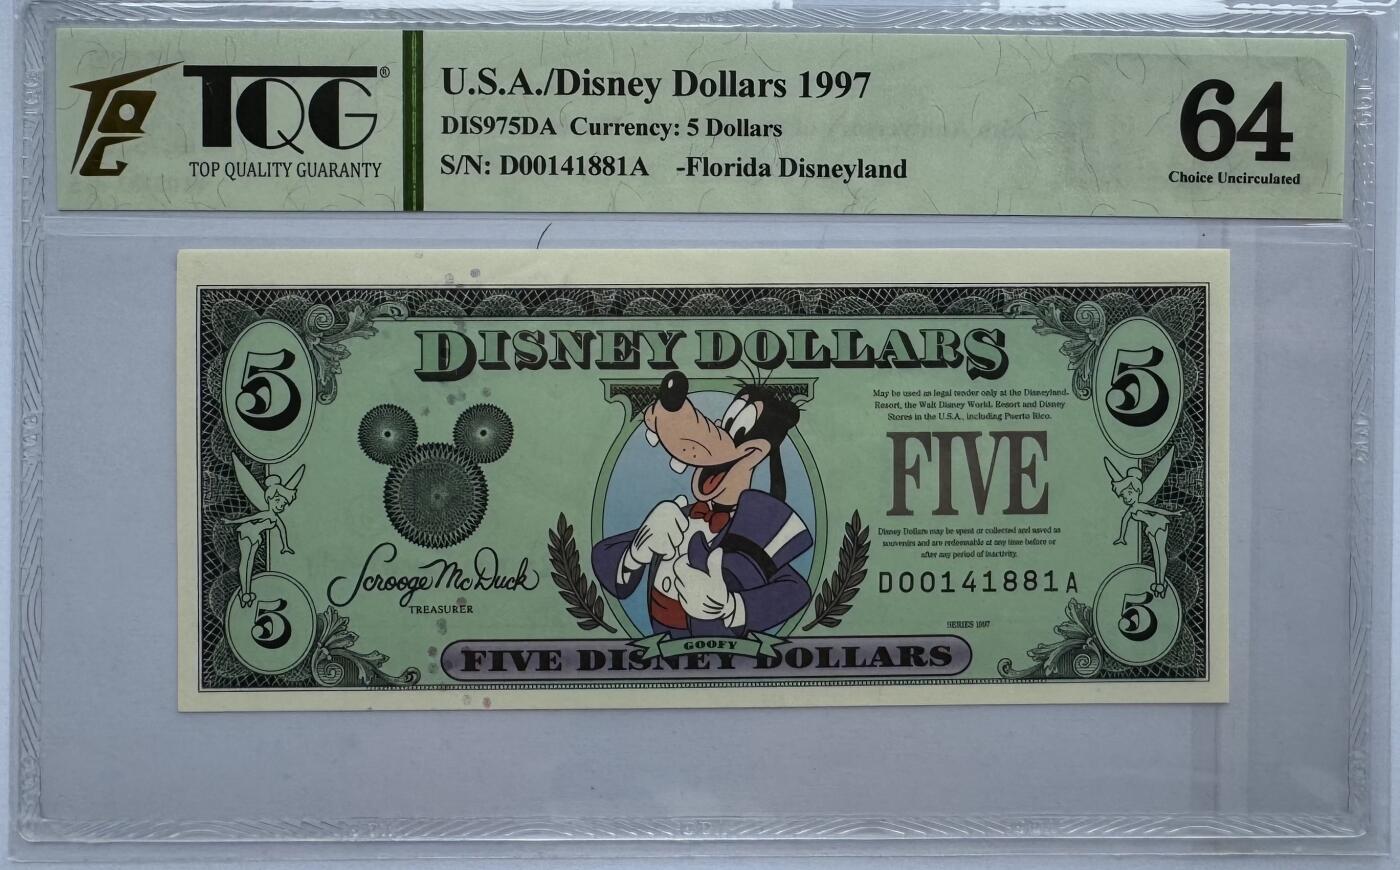 TQG®
TOP QUALITY GUARANTY
U.S.A./Disney Dollars 1997
DIS975DA Currency: 5 Dollars
S/N: D00141881A -Florida Disneyland
64
Choice Uncirculated
5
DISNEY DOLLARS
5
May be used as legal tender only at the Disneyland.
Resort, the Walt Disney World. Resort and Disney
Stores in the U.S.A., including Puerto Rico.
FIVE
Disney Dollars may be spent or collected and saved as
souvenirs and are redeemable at any time before or
after any period of inactivity.
Scrooge McDuck
TREASURER
D00141881A
SERIES 1997
5
5
GOOFY
FIVE DISNEY DOLLARS